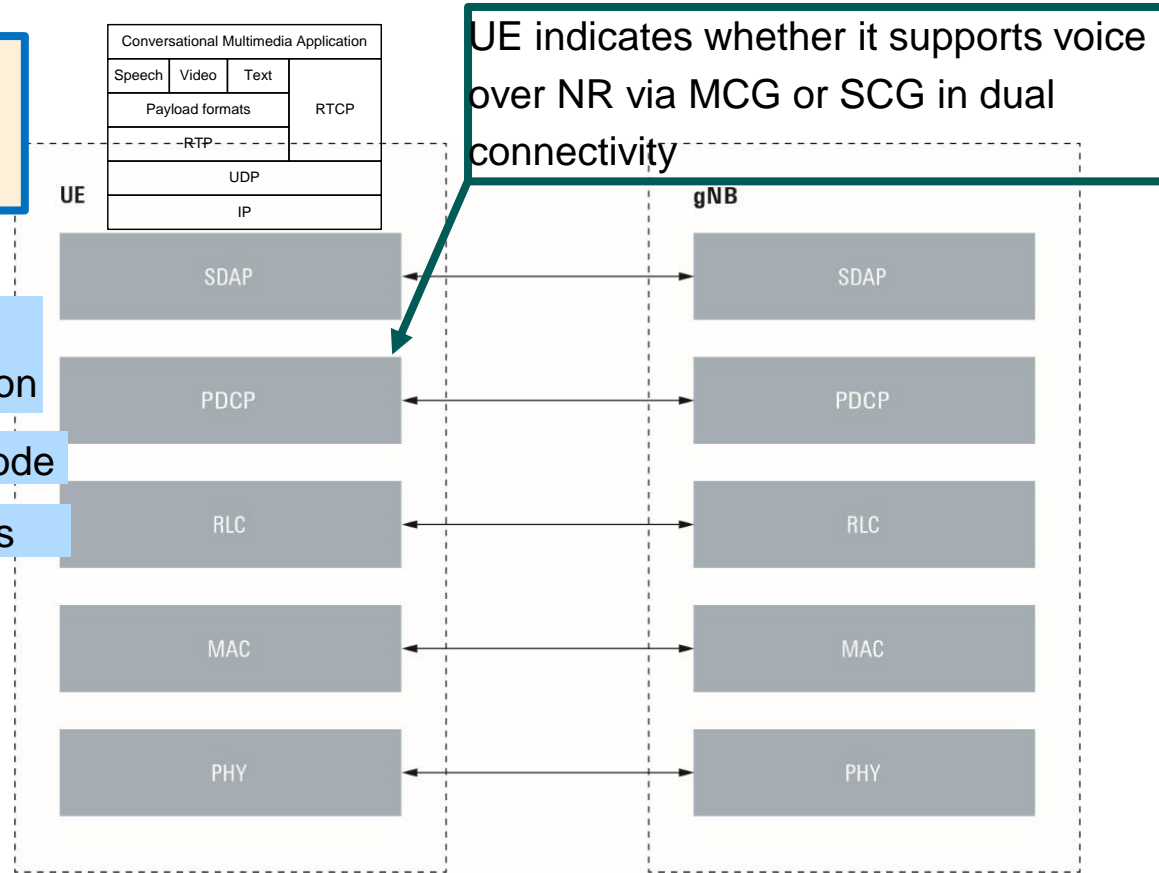 Conversational Multimedia Application
Speech Video Text
Payload formats
RTCP
RTP
UDP
IP
UE indicates whether it supports voice
over NR via MCG or SCG in dual
connectivity
UE
gNB
SDAP
SDAP
on
PDCP
PDCP
ode
s
RLC
RLC
MAC
MAC
PHY
PHY